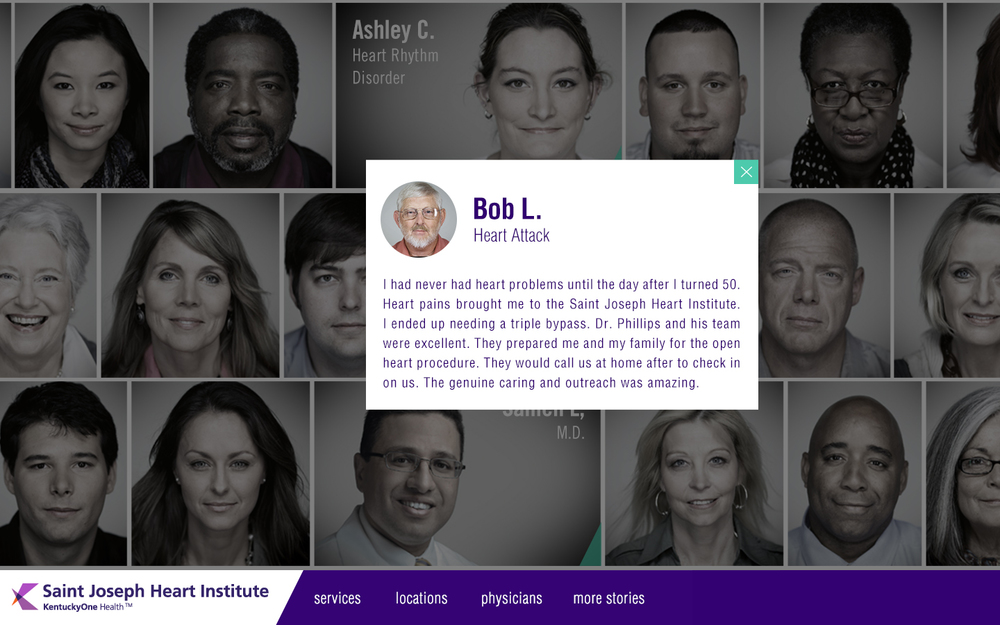 Ashley C.
Heart Rhythm
Disorder
Bob L.
Heart Attack
I had never had heart problems until the day after I turned 50.
Heart pains brought me to the Saint Joseph Heart Institute.
I ended up needing a triple bypass. Dr. Phillips and his team
were excellent. They prepared me and my family for the open
heart procedure. They would call us at home after to check in
on us. The genuine caring and outreach was amazing.
M.D.
Saint Joseph Heart Institute
KentuckyOne Health™
services
locations
physicians
more stories